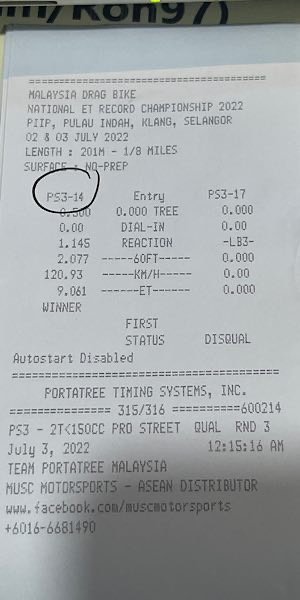 ========================================
MALAYSIA DRAG BIKE
NATIONAL ET RECORD CHAMPIONSHIP 2022
PIIP, PULAU INDAH, KLANG, SELANGOR
02 & 03 JULY 2022
LENGTH : 201M - 1/8 MILES
SURFACE : NO-PREP
PS3-14 Entry PS3-17
0.500 0.000 TREE 0.000
0.00 DIAL-IN 0.00
1.145 REACTION -LB3-
2.077 -----60FT----- 0.000
120.93 -----KM/H----- 0.00
9.061 ------ET------ 0.000
WINNER
FIRST
STATUS DISQUAL
Autostart Disabled
========================================
PORTATREE TIMING SYSTEMS, INC.
=============== 315/316 ==========600214
PS3 - 2T<150CC PRO STREET QUAL RND 3
July 3, 2022 12:15:16 AM
TEAM PORTATREE MALAYSIA
MUSC MOTORSPORTS - ASEAN DISTRIBUTOR
www.facebook.com/muscmotorsports
+6016-6681490